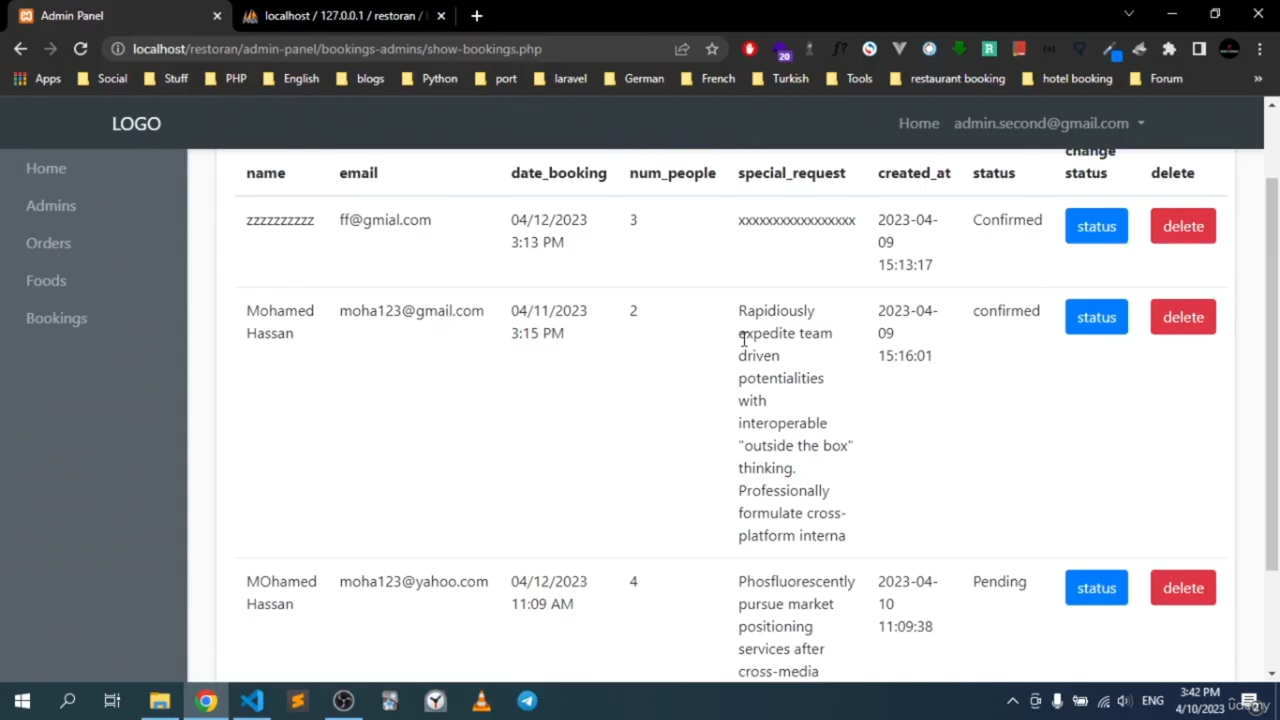 Admin Panel
localhost / 127.0.0.1 / restoran /
localhost/restoran/admin-panel/bookings-admins/show-bookings.php
20
Apps
Social
Stuff
PHP
English
blogs
Python
port
laravel
German
French
Turkish
Tools
restaurant booking
hotel booking
Forum
LOGO
Home
admin.second@gmail.com
Home
Admins
Orders
Foods
Bookings
name
email
date_booking
num_people
special_request
created_at
status
change
status
delete
zzzzzzzzzz
ff@gmial.com
04/12/2023
3:13 PM
3
xxxxxxxxxxxxxxxxx
2023-04-
09
15:13:17
Confirmed
status
delete
Mohamed
Hassan
moha123@gmail.com
04/11/2023
3:15 PM
2
Rapidiously
expedite team
driven
potentialities
with
interoperable
"outside the box"
thinking.
Professionally
formulate cross-
platform interna
2023-04-
09
15:16:01
confirmed
status
delete
MOhamed
Hassan
moha123@yahoo.com
04/12/2023
11:09 AM
4
Phosfluorescently
pursue market
positioning
services after
cross-media
2023-04-
10
11:09:38
Pending
status
delete
ENG
3:42 PM
4/10/2023
udemy